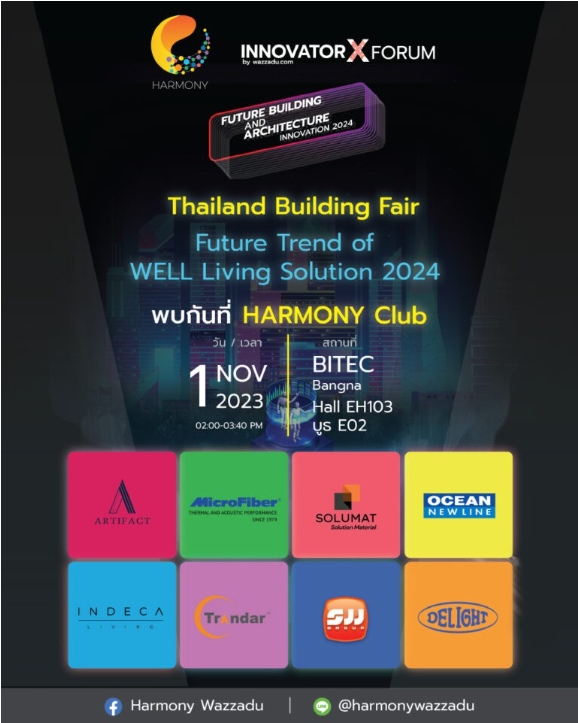 HARMONY
INNOVATOR X FORUM
by wazzadu.com
FUTURE BUILDING
AND
ARCHITECTURE
INNOVATION 2024
Thailand Building Fair
Future Trend of
WELL Living Solution 2024
พบกันที่ HARMONY Club
วัน / เวลา
1 NOV
2023
02:00-03:40 PM
สถานที่
BITEC
Bangna
Hall EH103
บูธ E02
ARTIFACT
MicroFiber
THERMAL AND ACOUSTIC PERFORMANCE
SINCE 1979
SOLUMAT
Solution Material
OCEAN
NEWLINE
INDECA
LIVING
Trandar™
SJJ
GROUP
DELIGHT
Harmony Wazzadu | @harmonywazzadu